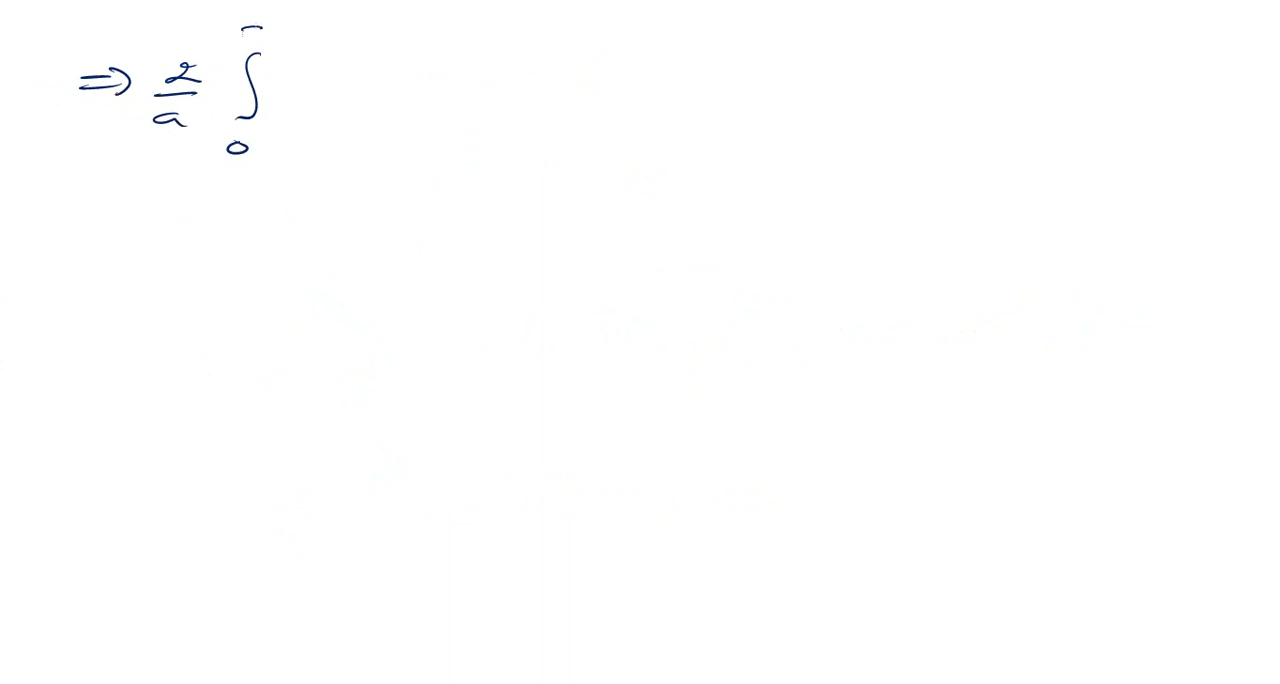 ⇒ 2/a ∫₀